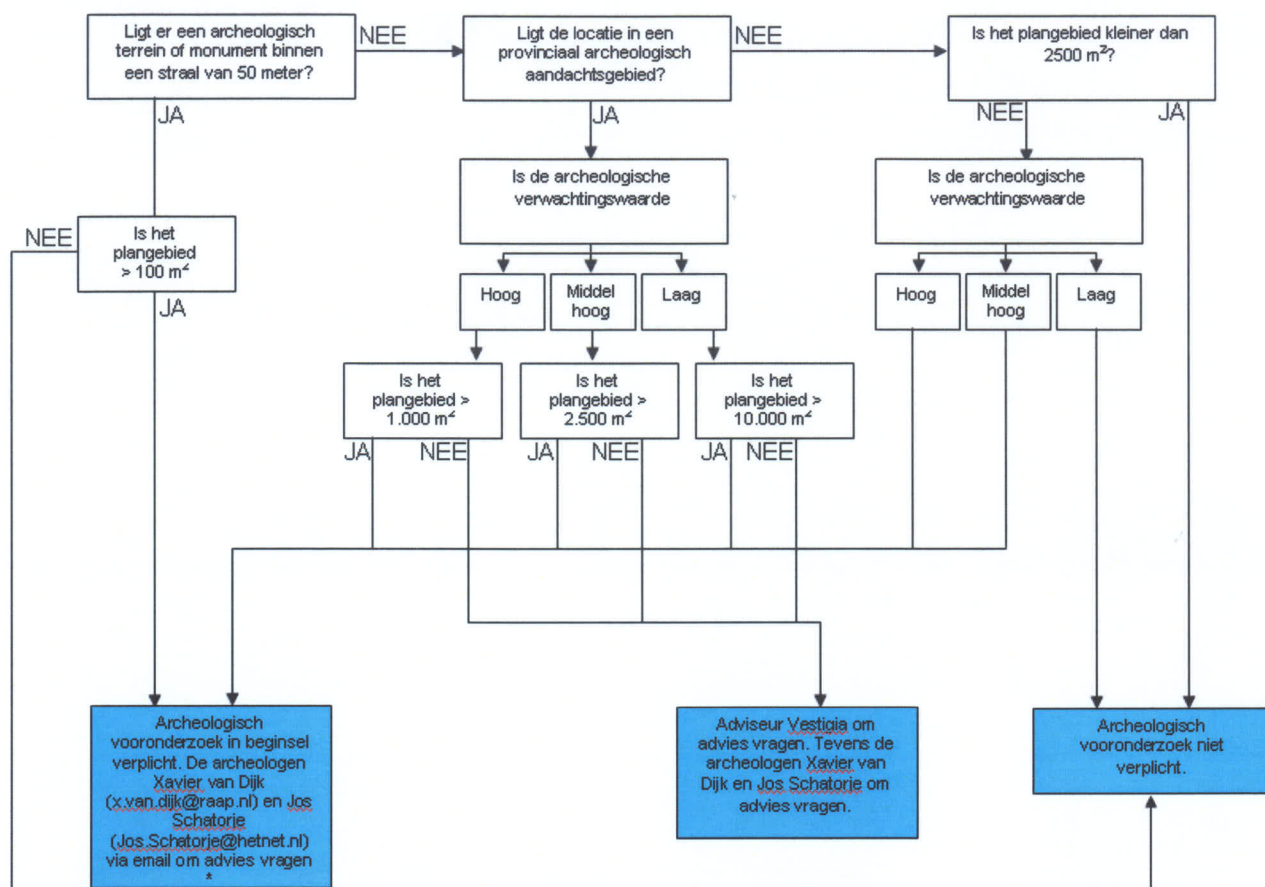 Ligt er een archeologisch
terrein of monument binnen
een straal van 50 meter?
NEE
Ligt de locatie in een
provinciaal archeologisch
aandachtsgebied?
NEE
Is het plangebied kleiner dan
2500 m²?
JA
JA
NEE
JA
Is de archeologische
verwachtingswaarde
Is de archeologische
verwachtingswaarde
NEE
Is het
plangebied
> 100 m²
JA
Hoog
Middel
hoog
Laag
Hoog
Middel
hoog
Laag
Is het
plangebied >
1.000 m²
Is het
plangebied >
2.500 m²
Is het
plangebied >
10.000 m²
JA
NEE
JA
NEE
JA
NEE
Archeologisch
vooronderzoek in beginsel
verplicht. De archeologen
Xavier van Dijk
(x.van.dijk@raap.nl) en Jos
Schatorje
(Jos.Schatorje@hetnet.nl)
via email om advies vragen
*
Adviseur Vestigia om
advies vragen. Tevens de
archeologen Xavier van
Dijk en Jos Schatorje om
advies vragen.
Archeologisch
vooronderzoek niet
verplicht.